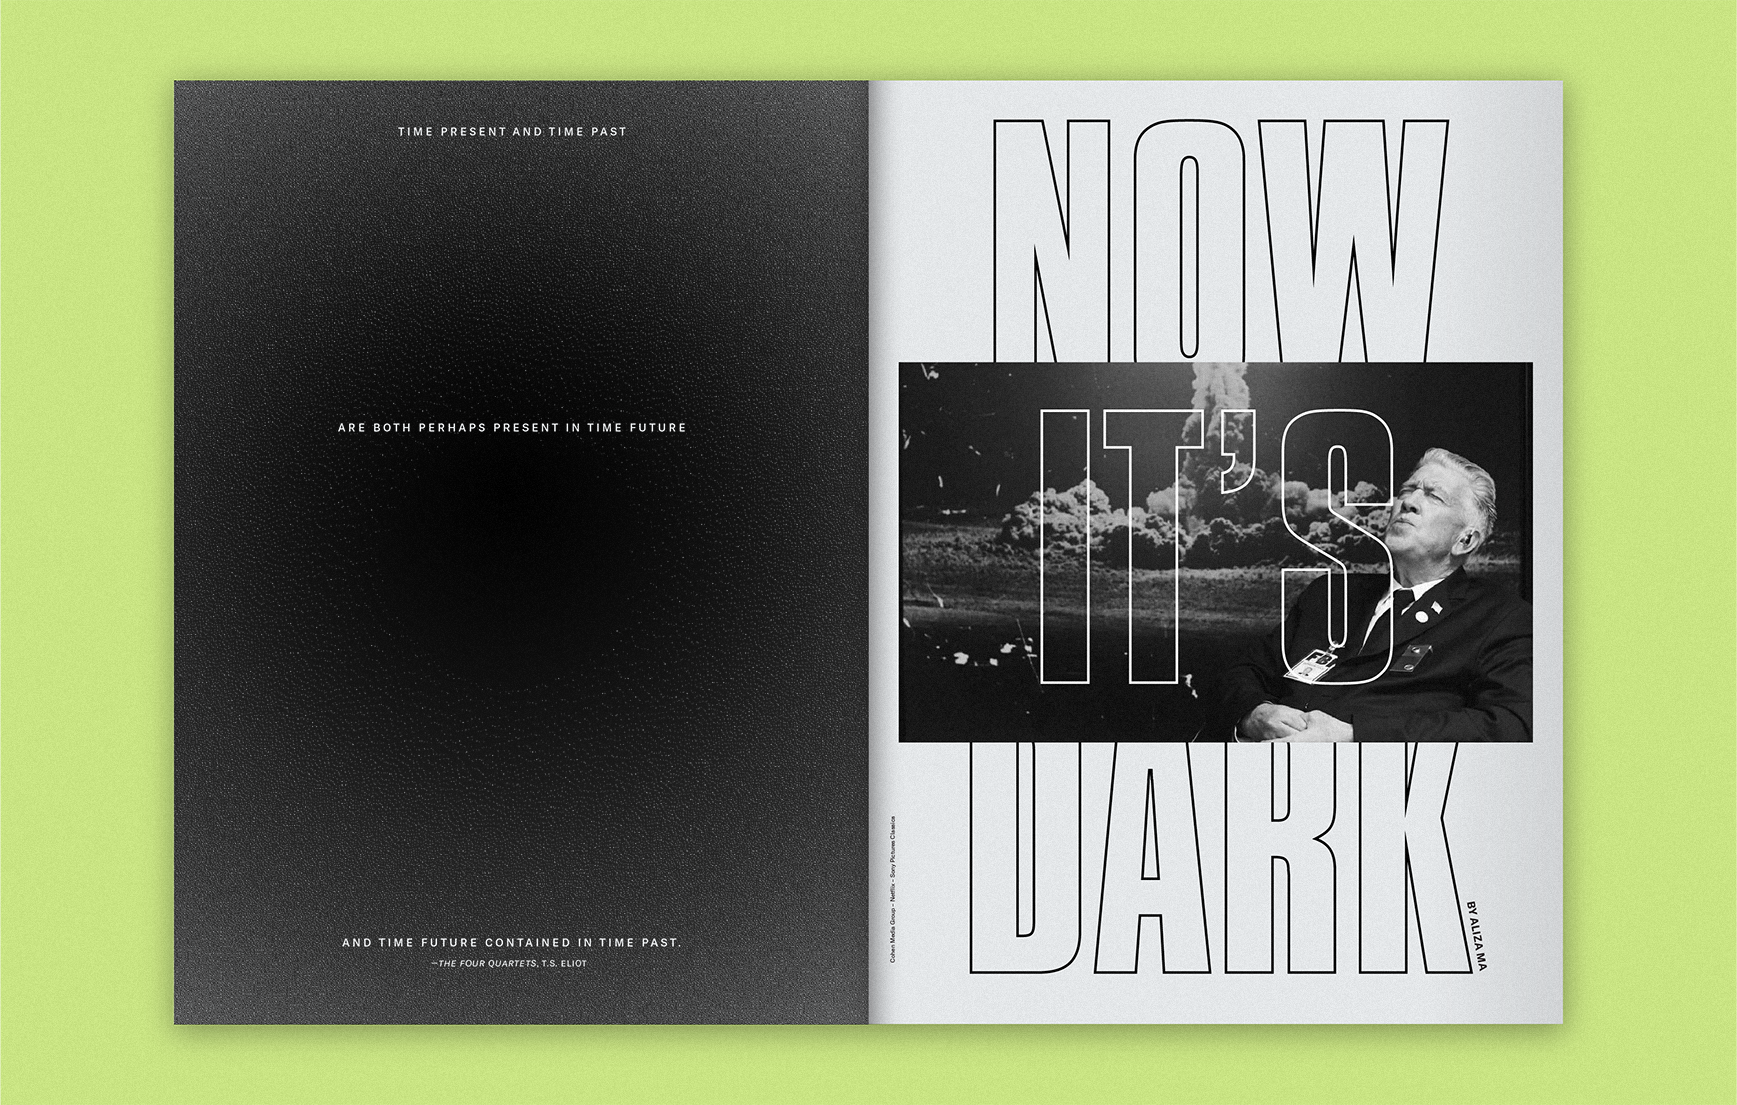 TIME PRESENT AND TIME PAST
ARE BOTH PERHAPS PRESENT IN TIME FUTURE
AND TIME FUTURE CONTAINED IN TIME PAST.
—THE FOUR QUARTETS, T.S. ELIOT
NOW
IT'S
DARK
BY ALIZA MA
Cohen Media Group - Netflix - Sony Pictures Classics